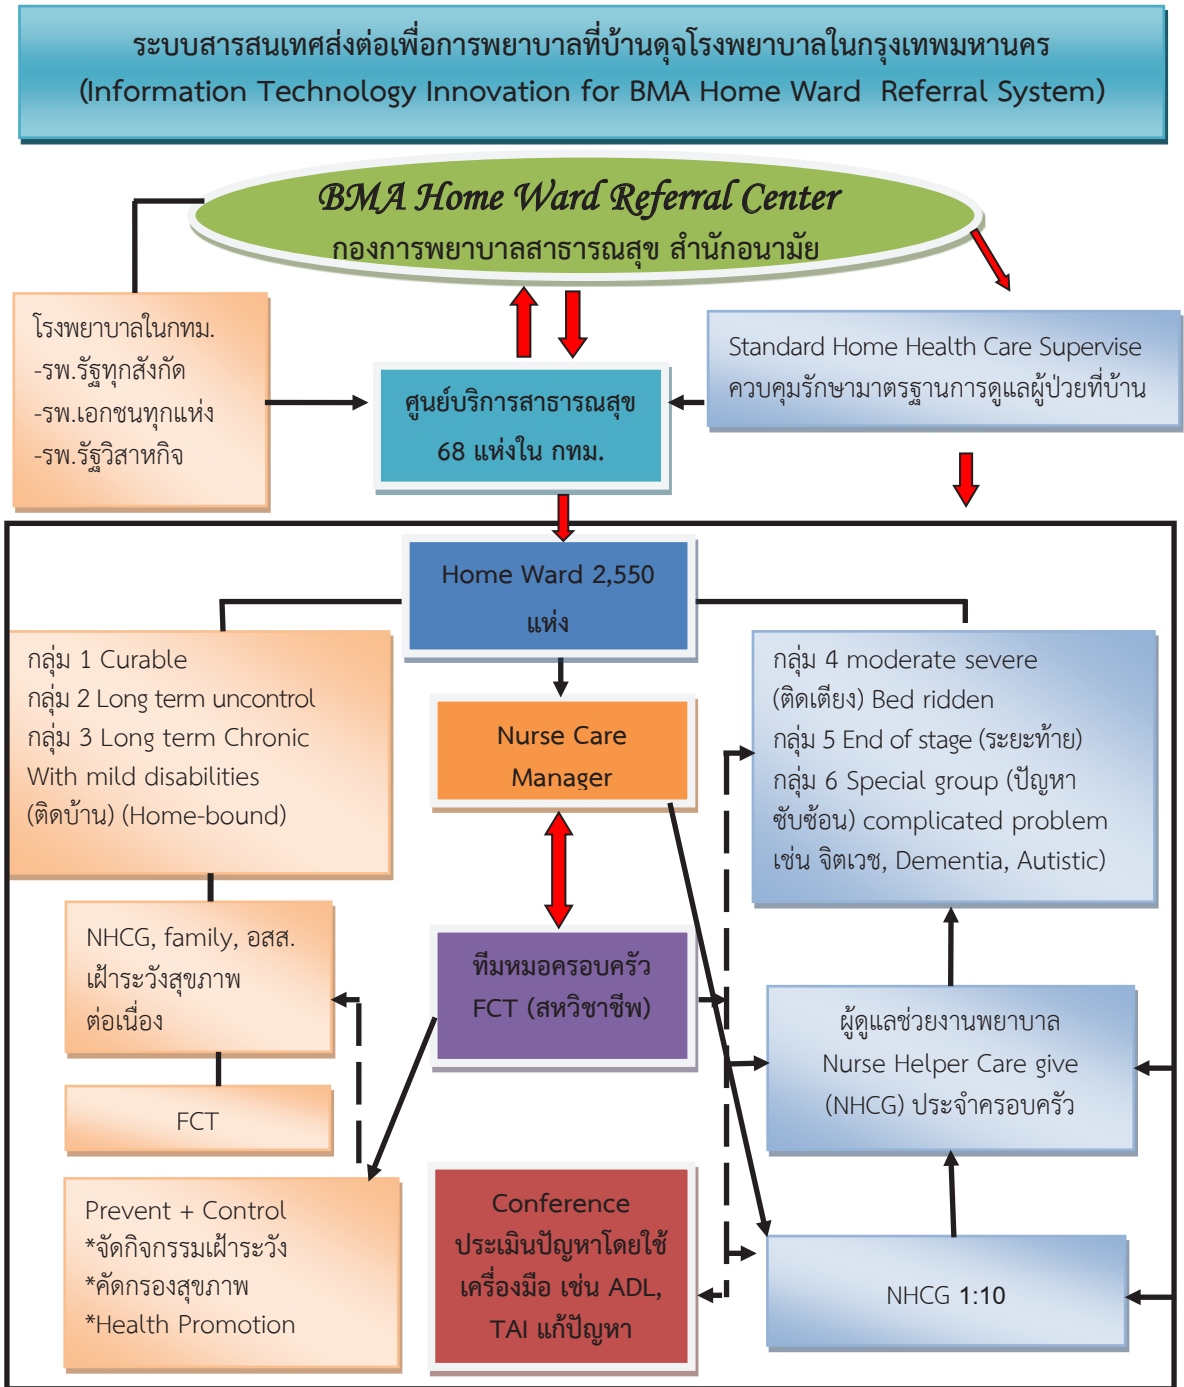 ระบบสารสนเทศส่งต่อเพื่อการพยาบาลที่บ้านดุจโรงพยาบาลในกรุงเทพมหานคร
(Information Technology Innovation for BMA Home Ward Referral System)
BMA Home Ward Referral Center
กองการพยาบาลสาธารณสุข สำนักอนามัย
โรงพยาบาลในกทม.
-รพ.รัฐทุกสังกัด
-รพ.เอกชนทุกแห่ง
-รพ.รัฐวิสาหกิจ
ศูนย์บริการสาธารณสุข
68 แห่งใน กทม.
Standard Home Health Care Supervise
ควบคุมรักษามาตรฐานการดูแลผู้ป่วยที่บ้าน
Home Ward 2,550
แห่ง
กลุ่ม 1 Curable
กลุ่ม 2 Long term uncontrol
กลุ่ม 3 Long term Chronic
With mild disabilities
(ติดบ้าน) (Home-bound)
Nurse Care
Manager
กลุ่ม 4 moderate severe
(ติดเตียง) Bed ridden
กลุ่ม 5 End of stage (ระยะท้าย)
กลุ่ม 6 Special group (ปัญหา
ซับซ้อน) complicated problem
เช่น จิตเวช, Dementia, Autistic)
NHCG, family, อสส.
เฝ้าระวังสุขภาพ
ต่อเนื่อง
FCT
ทีมหมอครอบครัว
FCT (สหวิชาชีพ)
ผู้ดูแลช่วยงานพยาบาล
Nurse Helper Care give
(NHCG) ประจำครอบครัว
Prevent + Control
*จัดกิจกรรมเฝ้าระวัง
*คัดกรองสุขภาพ
*Health Promotion
Conference
ประเมินปัญหาโดยใช้
เครื่องมือ เช่น ADL,
TAI แก้ปัญหา
NHCG 1:10